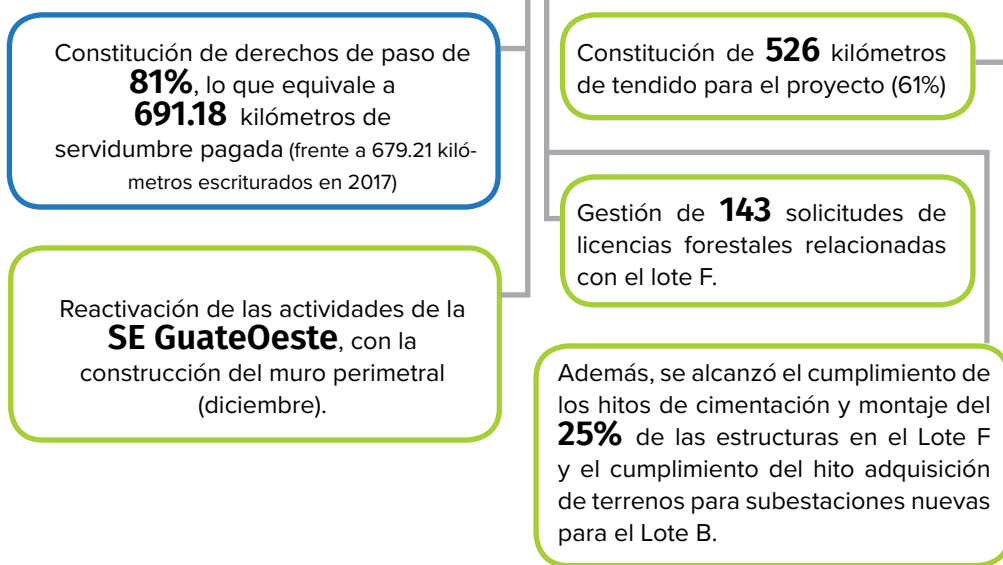 Constitución de derechos de paso de
81%, lo que equivale a
691.18 kilómetros de
servidumbre pagada (frente a 679.21 kiló-
metros escriturados en 2017)
Reactivación de las actividades de la
SE GuateOeste, con la
construcción del muro perimetral
(diciembre).
Constitución de 526 kilómetros
de tendido para el proyecto (61%)
Gestión de 143 solicitudes de
licencias forestales relacionadas
con el lote F.
Además, se alcanzó el cumplimiento de
los hitos de cimentación y montaje del
25% de las estructuras en el Lote F
y el cumplimiento del hito adquisición
de terrenos para subestaciones nuevas
para el Lote B.